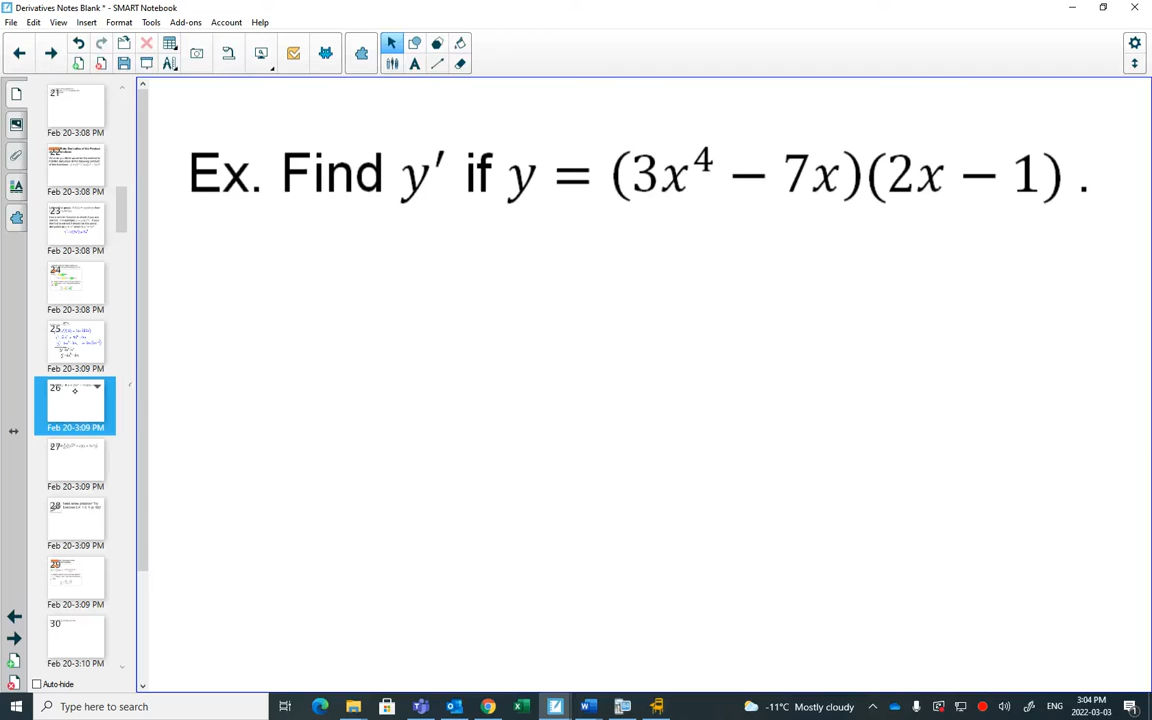 Derivatives Notes Blank * - SMART Notebook
File Edit View Insert Format Tools Add-ons Account Help
21
Feb 20-3:08 PM
Feb 20-3:08 PM
23
Feb 20-3:08 PM
24
Feb 20-3:08 PM
25
Feb 20-3:09 PM
26
Feb 20-3:09 PM
27
Feb 20-3:09 PM
28
Feb 20-3:09 PM
29
Feb 20-3:09 PM
30
Feb 20-3:10 PM
Auto-hide
Ex. Find y′ if y = (3x⁴ − 7x)(2x − 1) .
Type here to search
-11°C Mostly cloudy
ENG
3:04 PM
2022-03-03